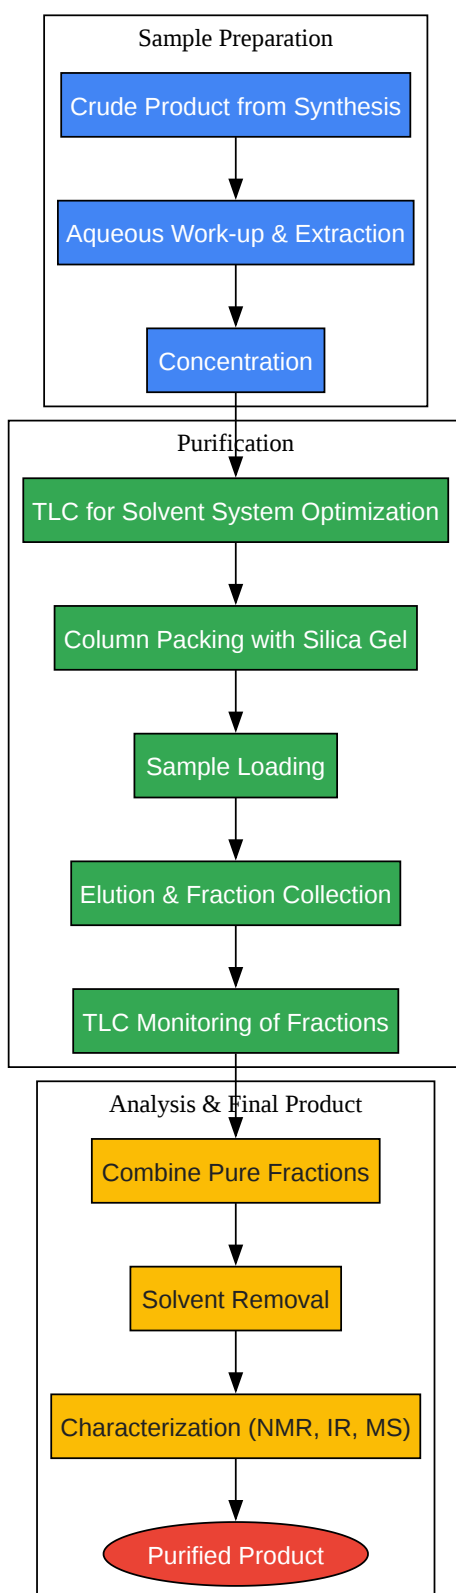 Sample Preparation
Crude Product from Synthesis
Aqueous Work-up & Extraction
Concentration
Purification
TLC for Solvent System Optimization
Column Packing with Silica Gel
Sample Loading
Elution & Fraction Collection
TLC Monitoring of Fractions
Analysis & Final Product
Combine Pure Fractions
Solvent Removal
Characterization (NMR, IR, MS)
Purified Product